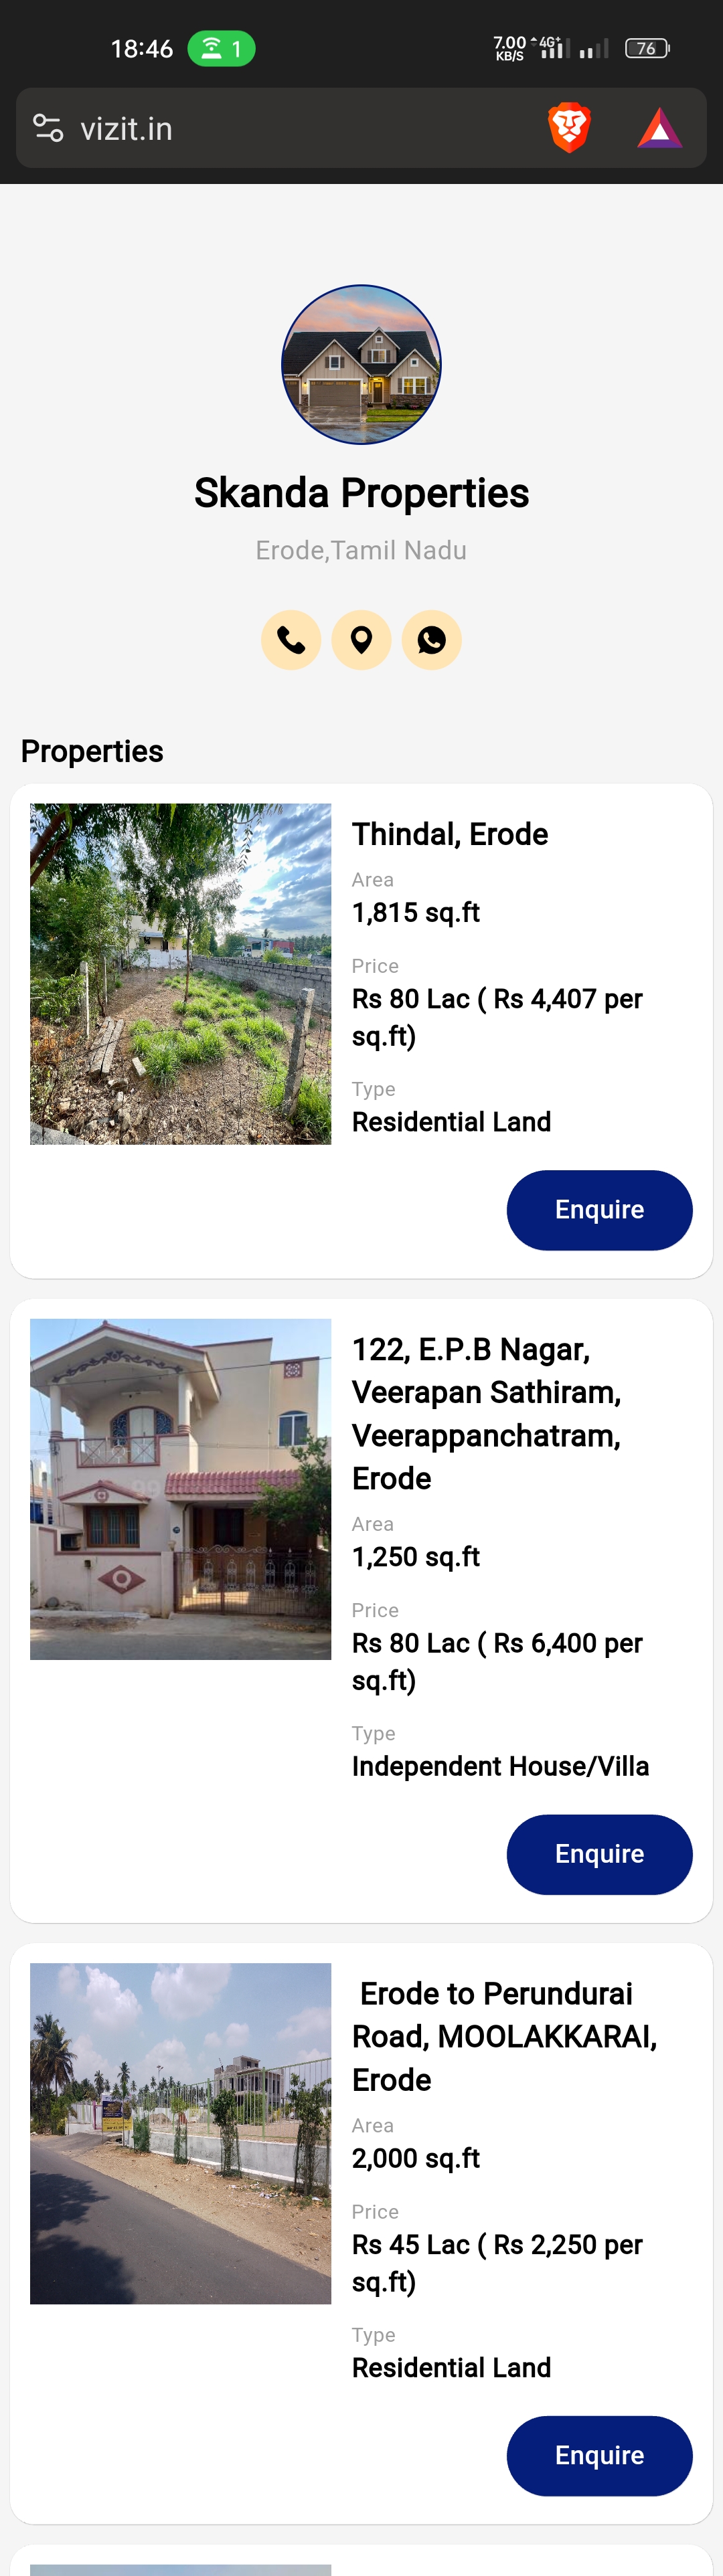 18:46
1
7.00
KB/S
4G+
76
vizit.in
Skanda Properties
Erode,Tamil Nadu
Properties
Thindal, Erode
Area
1,815 sq.ft
Price
Rs 80 Lac ( Rs 4,407 per
sq.ft)
Type
Residential Land
Enquire
122, E.P.B Nagar,
Veerapan Sathiram,
Veerappanchatram,
Erode
Area
1,250 sq.ft
Price
Rs 80 Lac ( Rs 6,400 per
sq.ft)
Type
Independent House/Villa
Enquire
Erode to Perundurai
Road, MOOLAKKARAI,
Erode
Area
2,000 sq.ft
Price
Rs 45 Lac ( Rs 2,250 per
sq.ft)
Type
Residential Land
Enquire